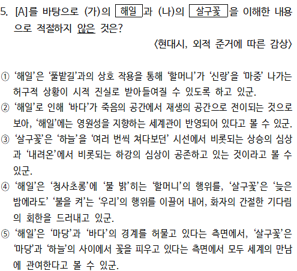 5. [A]를 바탕으로 (가)의 해일 과 (나)의 살구꽃 을 이해한 내용
으로 적절하지 않은 것은?
<현대시, 외적 준거에 따른 감상>
① ‘해일’은 ‘풀밭길’과의 상호 작용을 통해 ‘할머니’가 ‘신랑’을 ‘마중’ 나가는
허구적 상황이 시적 진실로 받아들여질 수 있도록 하고 있군.
② ‘해일’로 인해 ‘바다’가 죽음의 공간에서 재생의 공간으로 전이되는 것으로
보아, ‘해일’에는 영원성을 지향하는 세계관이 반영되어 있다고 볼 수 있군.
③ ‘살구꽃’은 ‘하늘’을 ‘여러 번씩 쳐다보던’ 시선에서 비롯되는 상승의 심상
과 ‘내려온’에서 비롯되는 하강의 심상이 공존하고 있는 것이라고 볼 수
있군.
④ ‘해일’은 ‘청사초롱’에 ‘불 밝’히는 ‘할머니’의 행위를, ‘살구꽃’은 ‘늦은
밤에라도’ ‘불을 켜’는 ‘우리’의 행위를 이끌어 내어, 화자의 간절한 기다림
의 회한을 드러내고 있군.
⑤ ‘해일’은 ‘마당’과 ‘바다’의 경계를 허물고 있다는 측면에서, ‘살구꽃’은
‘마당’과 ‘하늘’의 사이에서 꽃을 피우고 있다는 측면에서 모두 세계의 만남
에 관여한다고 볼 수 있군.